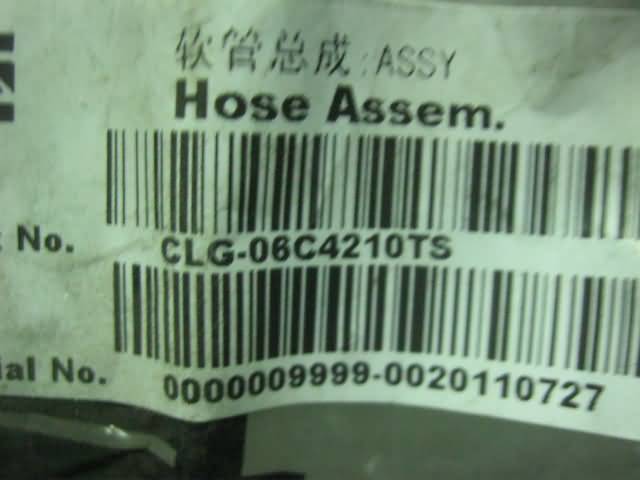 软管总成:ASSY
Hose Assem.
No. CLG-06C4210TS
ial No. 0000009999-0020110727